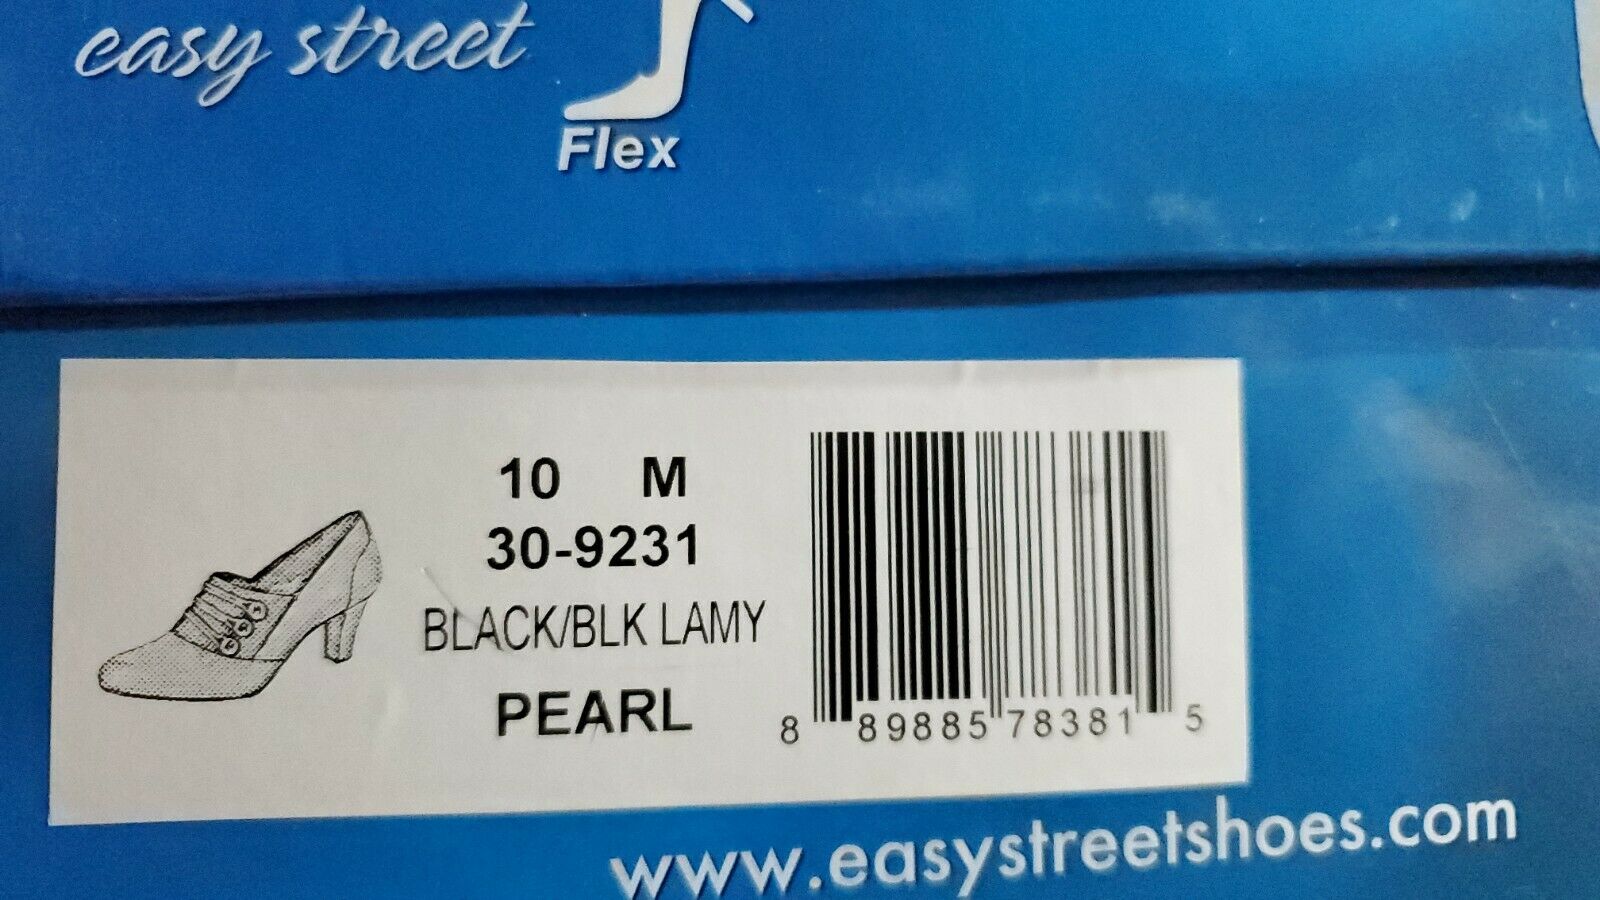 easy street
Flex
10 M
30-9231
BLACK/BLK LAMY
PEARL
8 89885 78381 5
www.easystreetshoes.com